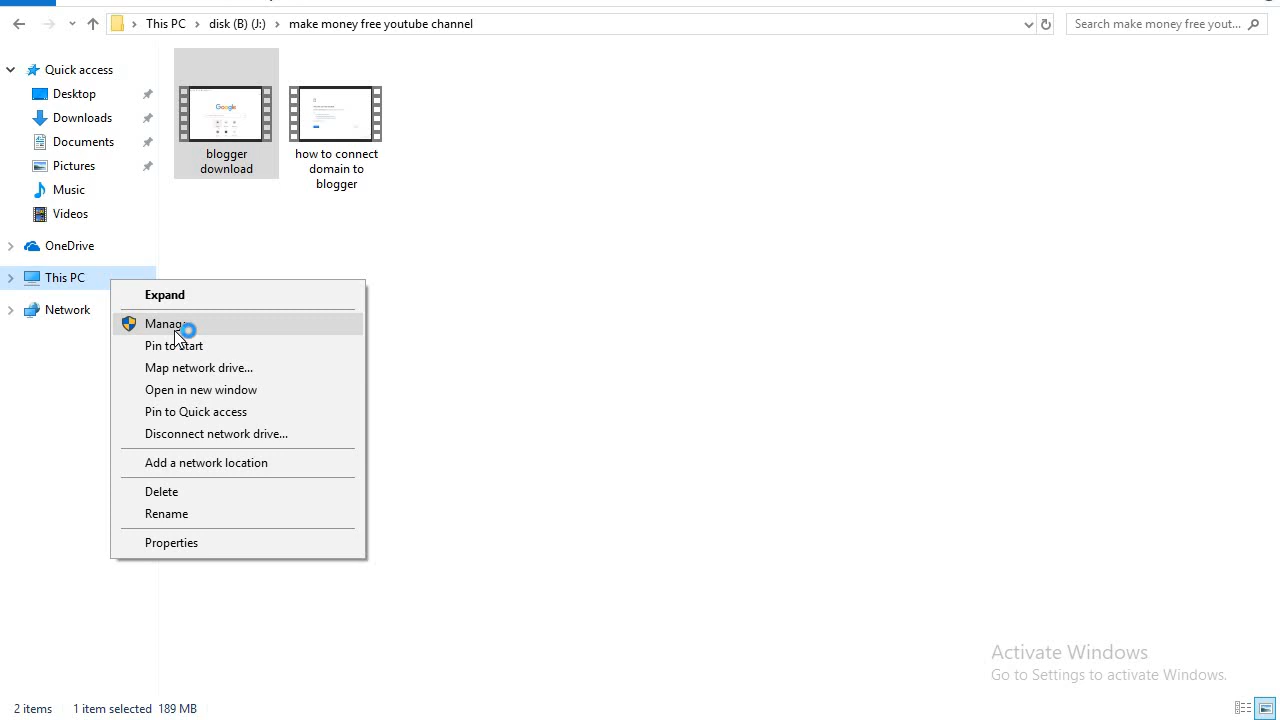 This PC > disk (B) (J:) > make money free youtube channel
Search make money free yout...
Quick access
Desktop
Downloads
Documents
Pictures
Music
Videos
OneDrive
This PC
Network
Google
blogger
download
how to connect
domain to
blogger
Expand
Manage
Pin to Start
Map network drive...
Open in new window
Pin to Quick access
Disconnect network drive...
Add a network location
Delete
Rename
Properties
Activate Windows
Go to Settings to activate Windows.
2 items 1 item selected 189 MB